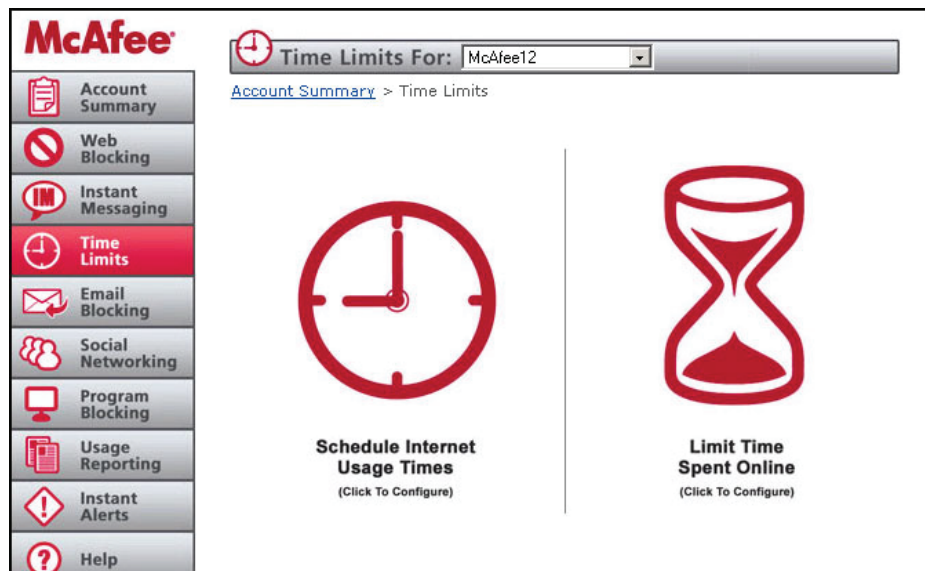 McAfee
Time Limits For: McAfee12
Account Summary > Time Limits
Account
Summary
Web
Blocking
IM
Instant
Messaging
Time
Limits
Email
Blocking
Social
Networking
Program
Blocking
Usage
Reporting
Instant
Alerts
Help
Schedule Internet
Usage Times
(Click To Configure)
Limit Time
Spent Online
(Click To Configure)